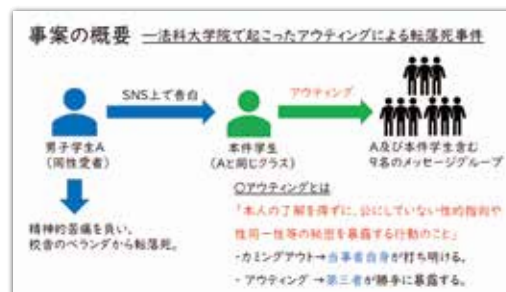 事案の概要 ―法科大学院で起こったアウティングによる転落死事件
SNS上で告白
アウティング
男子学生A
(同性愛者)
本件学生
(Aと同じクラス)
A及び本件学生含む
9名のメッセージグループ
精神的苦痛を負い、
校舎のベランダから転落死。
〇アウティングとは
「本人の了解を得ずに、公にしていない性的指向や
性同一性等の秘密を暴露する行動のこと」
・カミングアウト→当事者自身が打ち明ける。
・アウティング →第三者が勝手に暴露する。